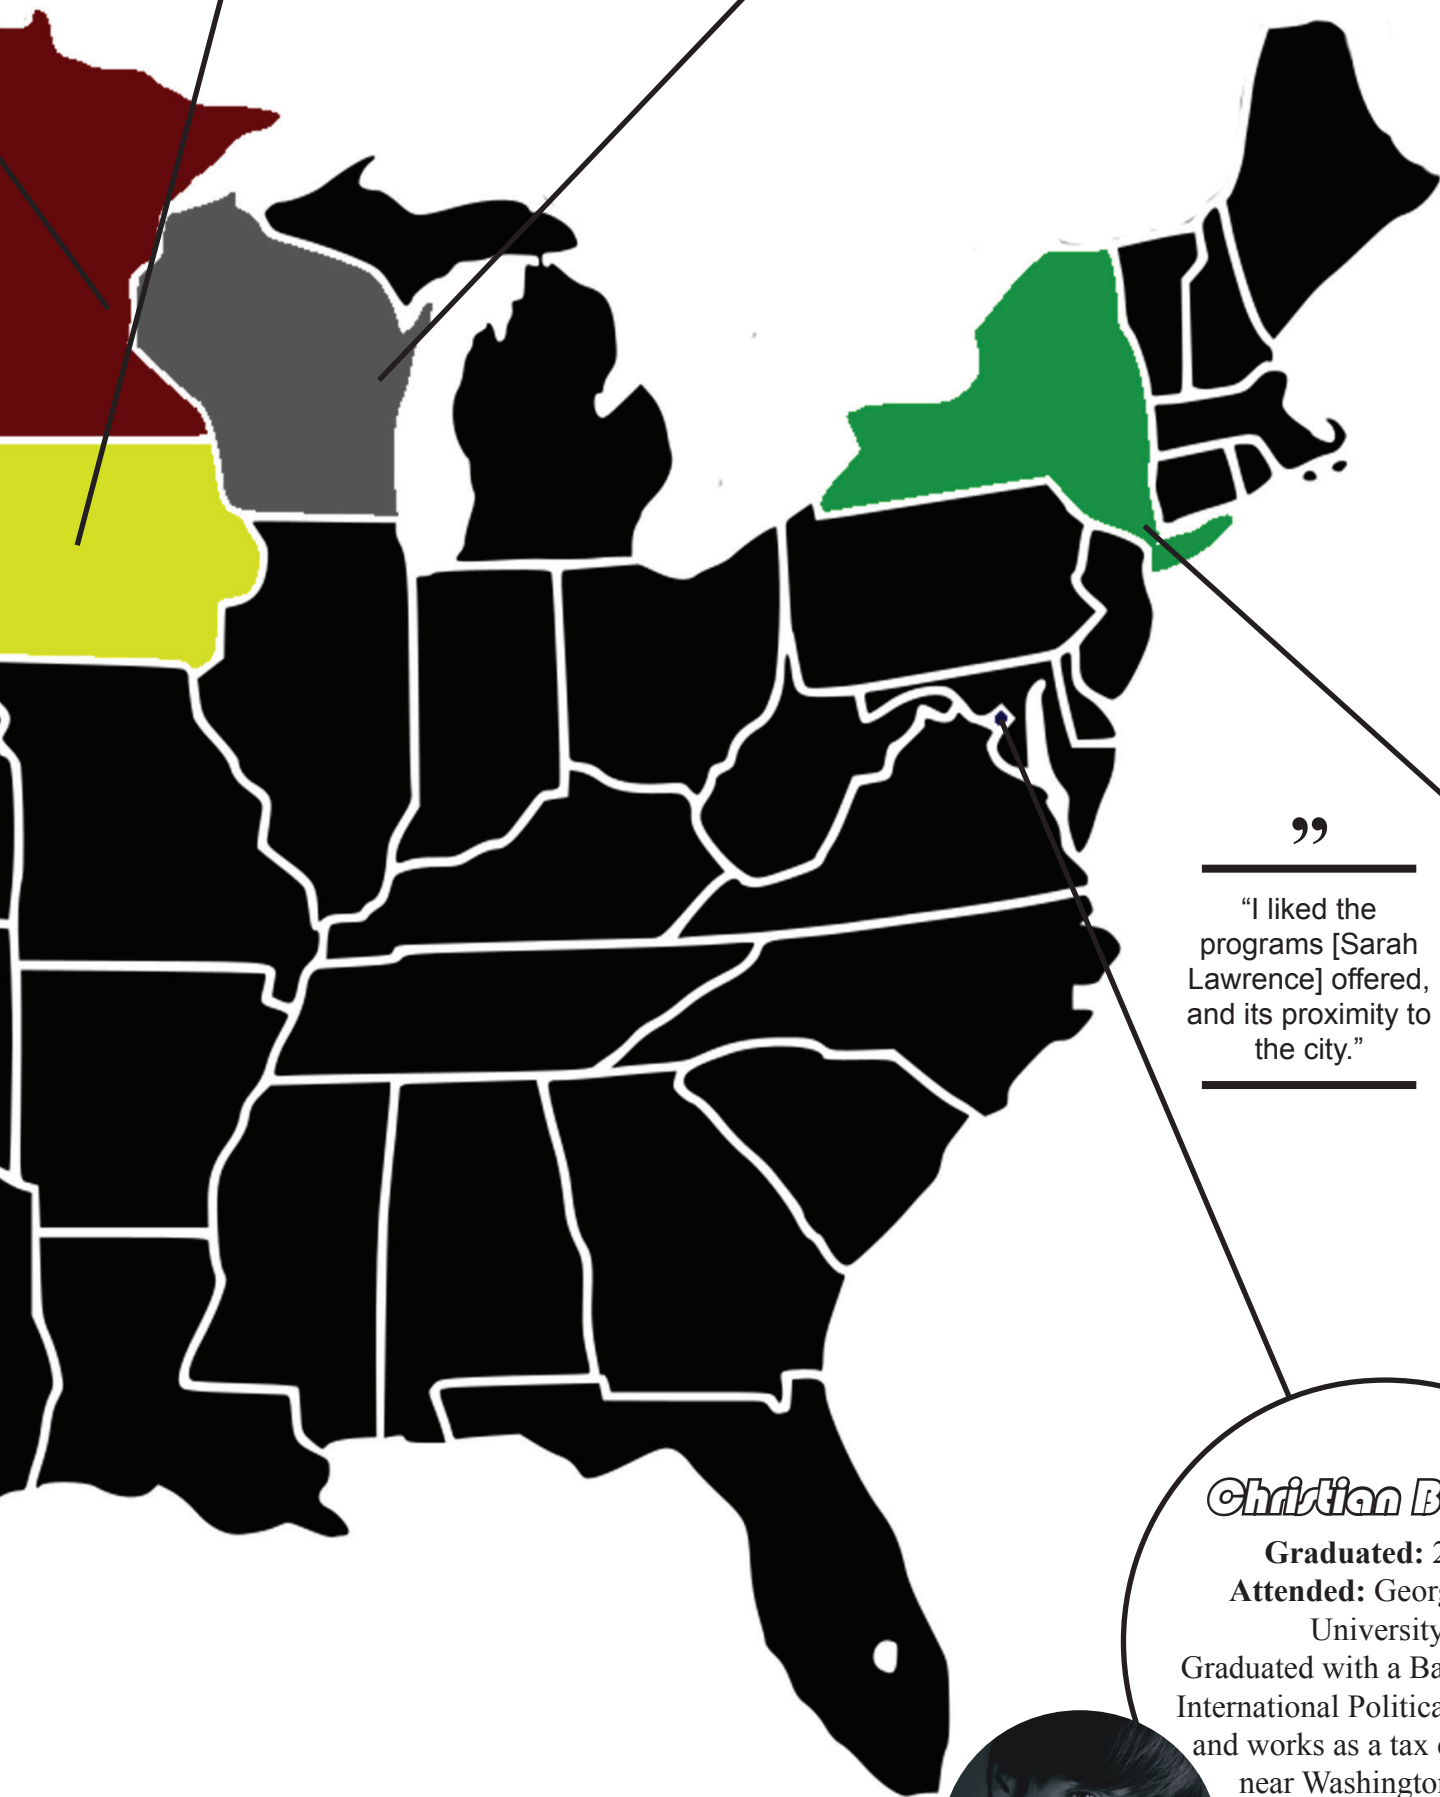 ”
“I liked the
programs [Sarah
Lawrence] offered,
and its proximity to
the city.”
Christian
Graduated:
Attended:
University
Graduated with a
International
and works as a tax
near